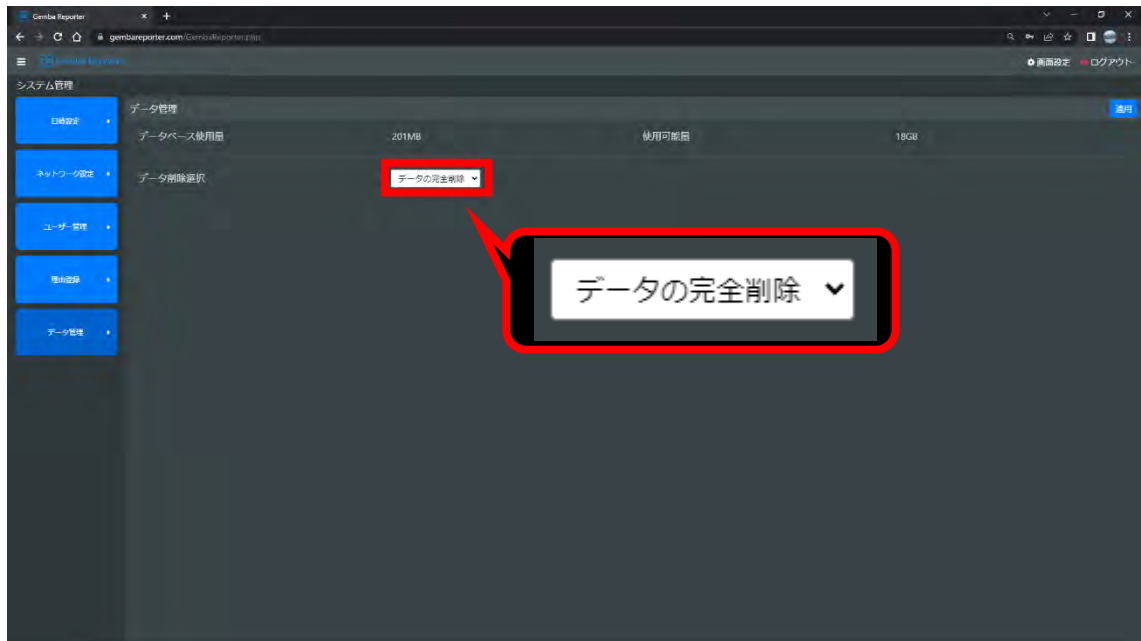 Gemba Reporter
gembareporter.com/GembaReporter.php
画面設定 ログアウト
システム管理
データ管理 適用
日時設定
データベース使用量 201MB 使用可能量 18GB
ネットワーク設定
データ削除選択 データの完全削除
ユーザー管理
データの完全削除
理由登録
データ管理